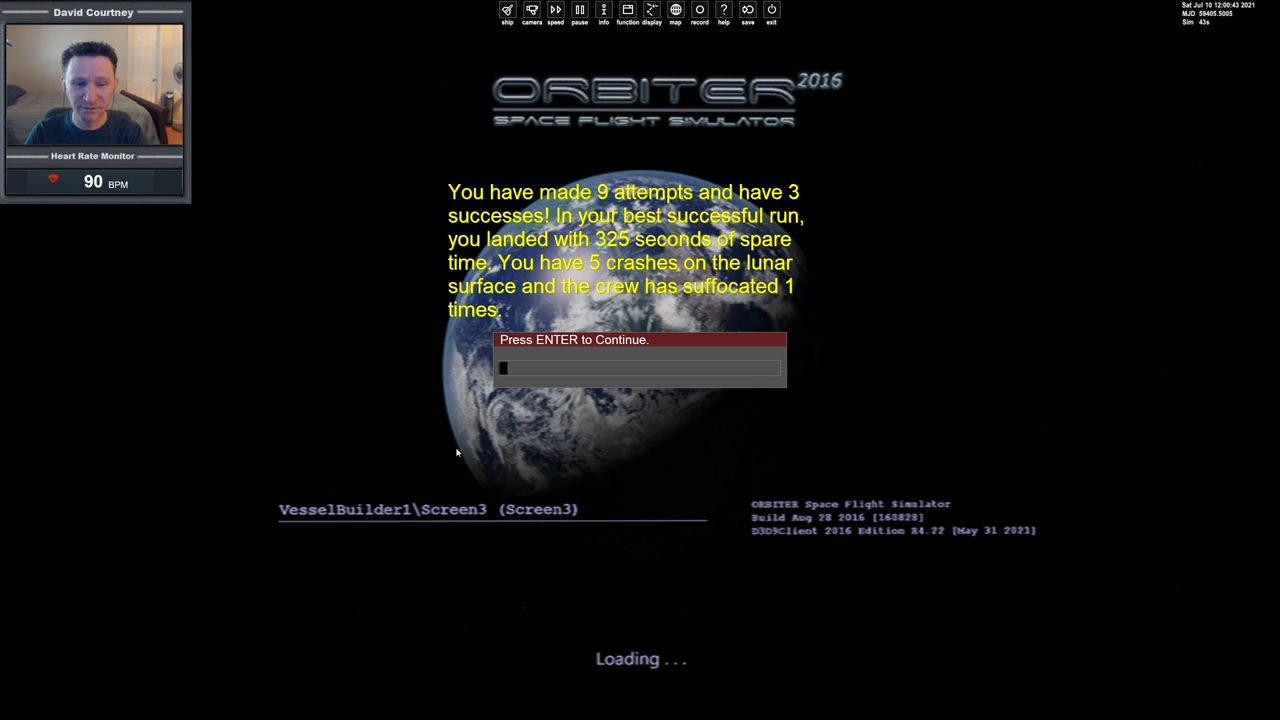 David Courtney
Heart Rate Monitor
90 BPM
ship camera speed pause info function display map record help save exit
Sat Jul 10 12:00:43 2021
MJD 59405.5005
Sim 43s
ORBITER 2016
SPACE FLIGHT SIMULATOR
You have made 9 attempts and have 3
successes! In your best successful run,
you landed with 325 seconds of spare
time. You have 5 crashes on the lunar
surface and the crew has suffocated 1
times.
Press ENTER to Continue.
VesselBuilder1\Screen3 (Screen3)
ORBITER Space Flight Simulator
Build Aug 28 2016 [160828]
D3D9Client 2016 Edition R4.22 [May 31 2021]
Loading . . .